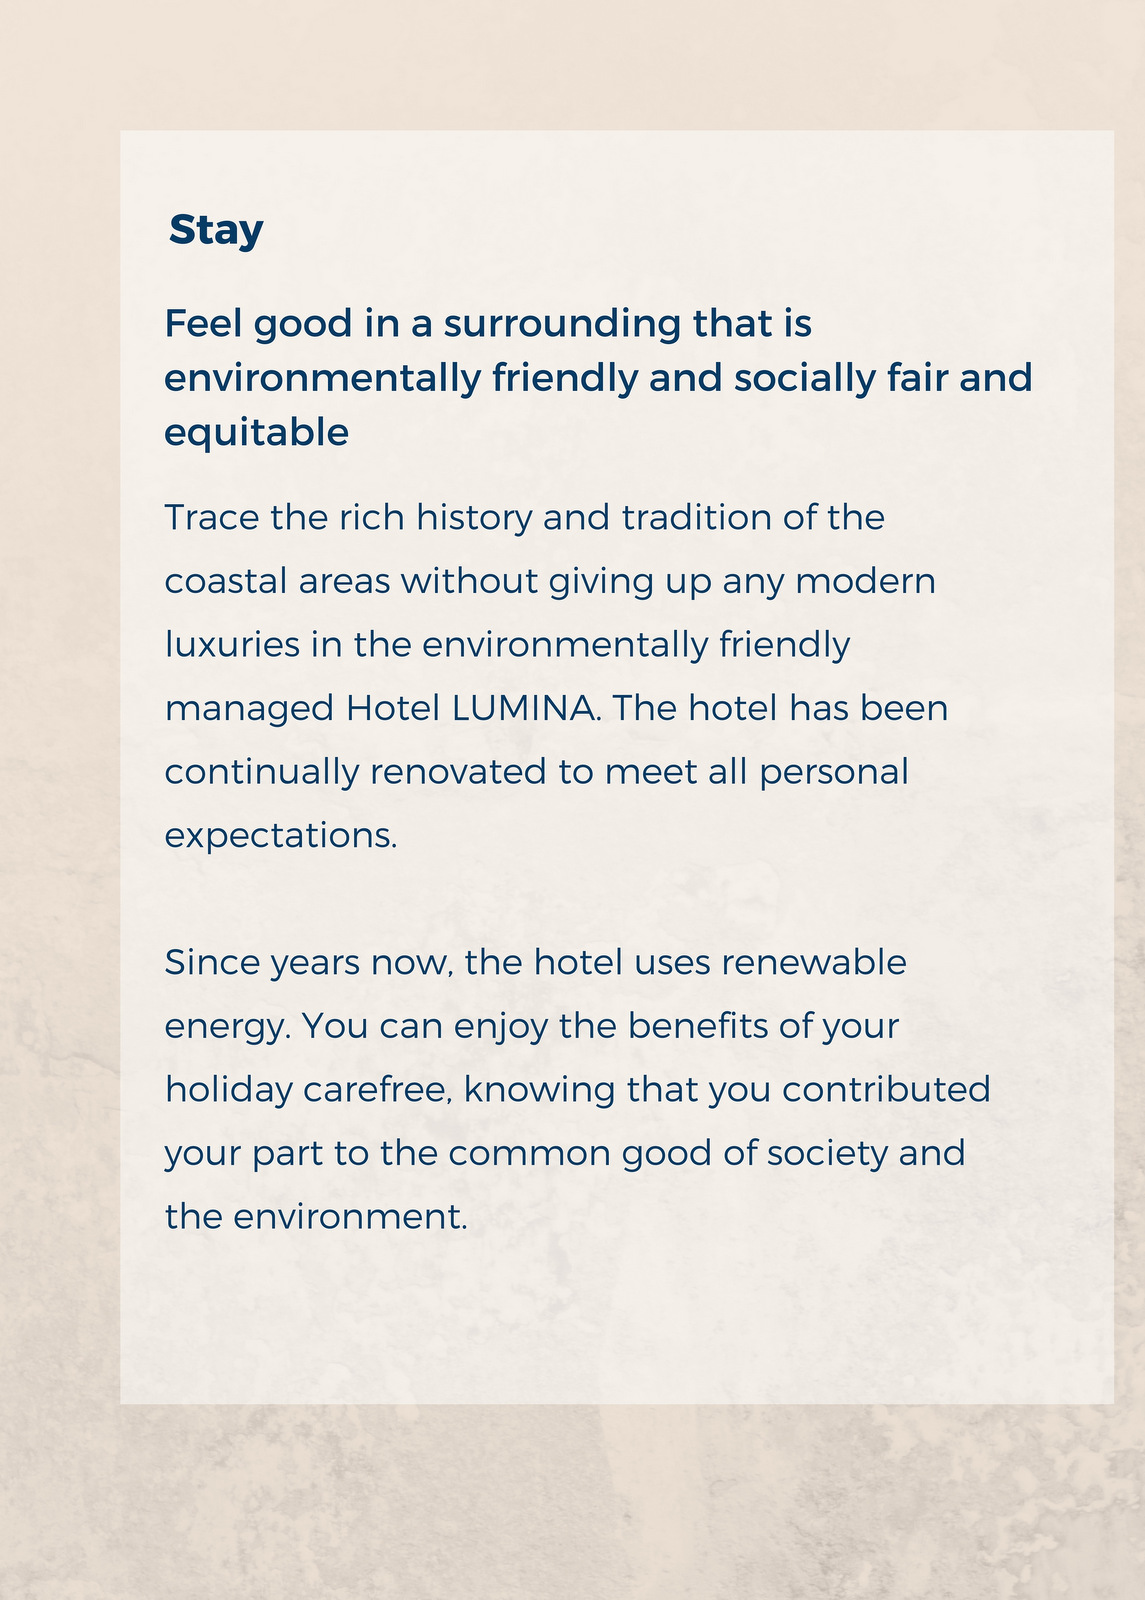 Stay
Feel good in a surrounding that is
environmentally friendly and socially fair and
equitable
Trace the rich history and tradition of the
coastal areas without giving up any modern
luxuries in the environmentally friendly
managed Hotel LUMINA. The hotel has been
continually renovated to meet all personal
expectations.
Since years now, the hotel uses renewable
energy. You can enjoy the benefits of your
holiday carefree, knowing that you contributed
your part to the common good of society and
the environment.